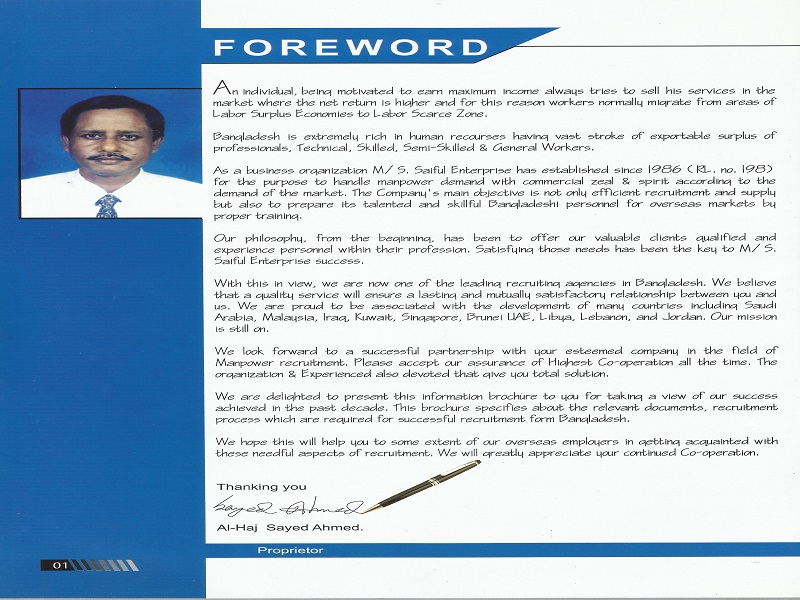 FOREWORD
An individual, being motivated to earn maximum income always tries to sell his services in the
market where the net return is higher and for this reason workers normally migrate from areas of
Labor Surplus Economies to Labor Scarce Zone.
Bangladesh is extremely rich in human recourses having vast stroke of exportable surplus of
professionals, Technical, Skilled, Semi-Skilled & General Workers.
As a business organization M/S. Saiful Enterprise has established since 1986 (RL. no. 198)
for the purpose to handle manpower demand with commercial zeal & spirit according to the
demand of the market. The Company's main objective is not only efficient recruitment and supply
but also to prepare its talented and skillful Bangladeshi personnel for overseas markets by
proper training.
Our philosophy, from the beginning, has been to offer our valuable clients qualified and
experience personnel within their profession. Satisfying those needs has been the key to M/S.
Saiful Enterprise success.
With this in view, we are now one of the leading recruiting agencies in Bangladesh. We believe
that a quality service will ensure a lasting and mutually satisfactory relationship between you and
us. We are proud to be associated with the development of many countries including Saudi
Arabia, Malaysia, Iraq, Kuwait, Singapore, Brunei UAE, Libya, Lebanon, and Jordan. Our mission
is still on.
We look forward to a successful partnership with your esteemed company in the field of
Manpower recruitment. Please accept our assurance of Highest Co-operation all the time. The
organization & Experienced also devoted that give you total solution.
We are delighted to present this information brochure to you for taking a view of our success
achieved in the past decade. This brochure specifies about the relevant documents, recruitment
process which are required for successful recruitment form Bangladesh.
We hope this will help you to some extent of our overseas employers in getting acquainted with
these needful aspects of recruitment. We will greatly appreciate your continued Co-operation.
Thanking you
Sayed Ahmed
Al-Haj Sayed Ahmed.
Proprietor
01